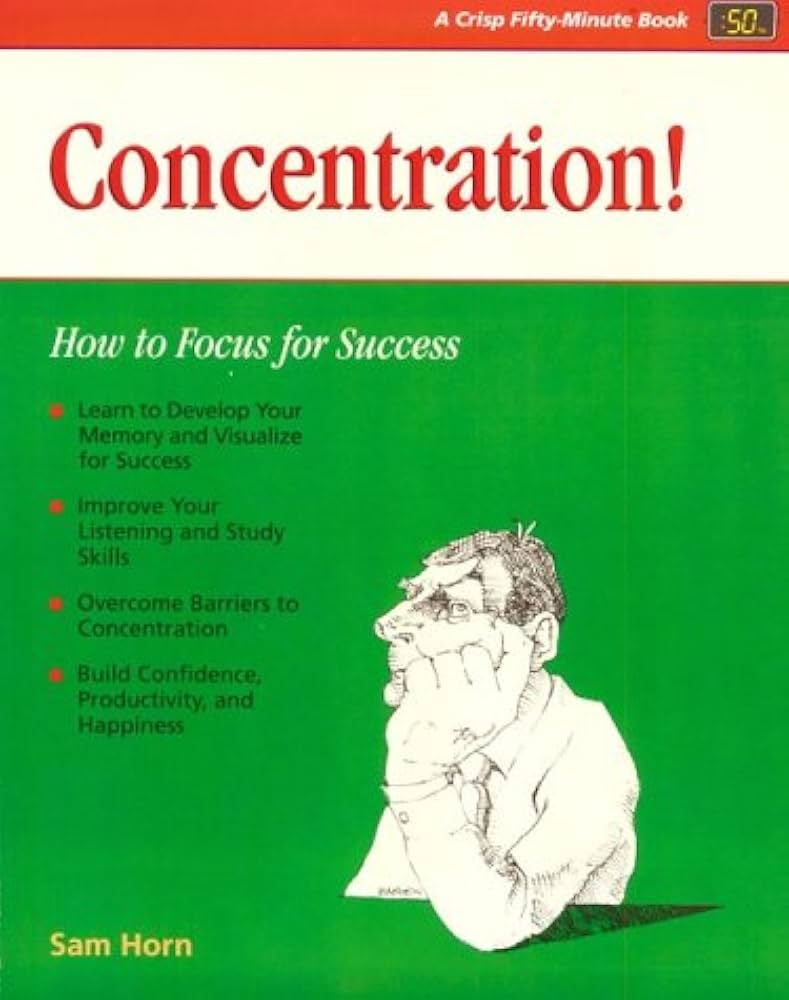 A Crisp Fifty-Minute Book
:50
Concentration!
How to Focus for Success
Learn to Develop Your
Memory and Visualize
for Success
Improve Your
Listening and Study
Skills
Overcome Barriers to
Concentration
Build Confidence,
Productivity, and
Happiness
Sam Horn